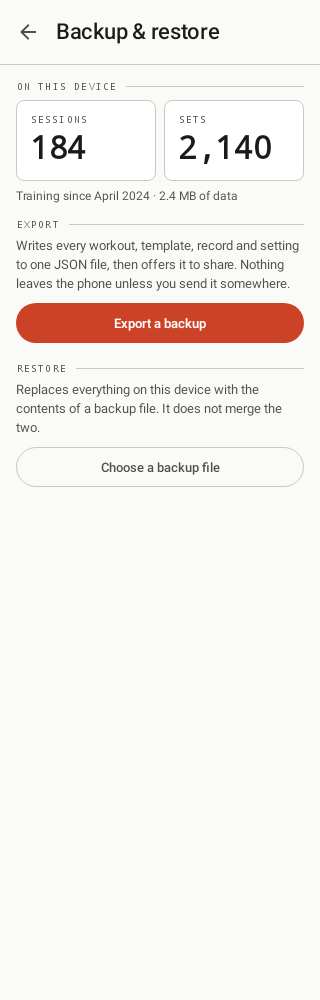 Backup & restore
ON THIS DEVICE
SESSIONS
184
SETS
2,140
Training since April 2024 · 2.4 MB of data
EXPORT
Writes every workout, template, record and setting
to one JSON file, then offers it to share. Nothing
leaves the phone unless you send it somewhere.
Export a backup
RESTORE
Replaces everything on this device with the
contents of a backup file. It does not merge the
two.
Choose a backup file